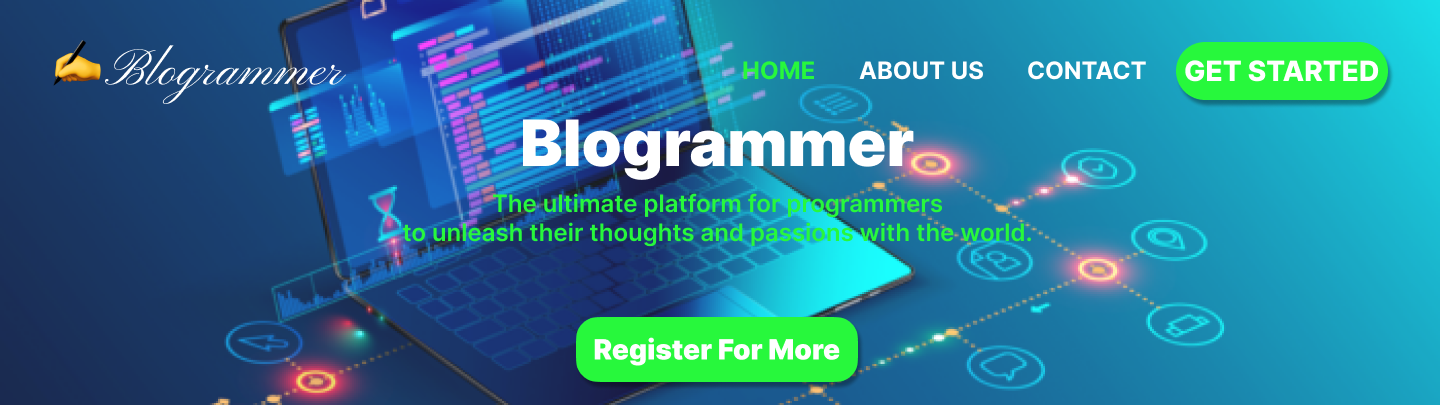 ✍Blogrammer
HOME ABOUT US CONTACT GET STARTED
Blogrammer
The ultimate platform for programmers
to unleash their thoughts and passions with the world.
Register For More